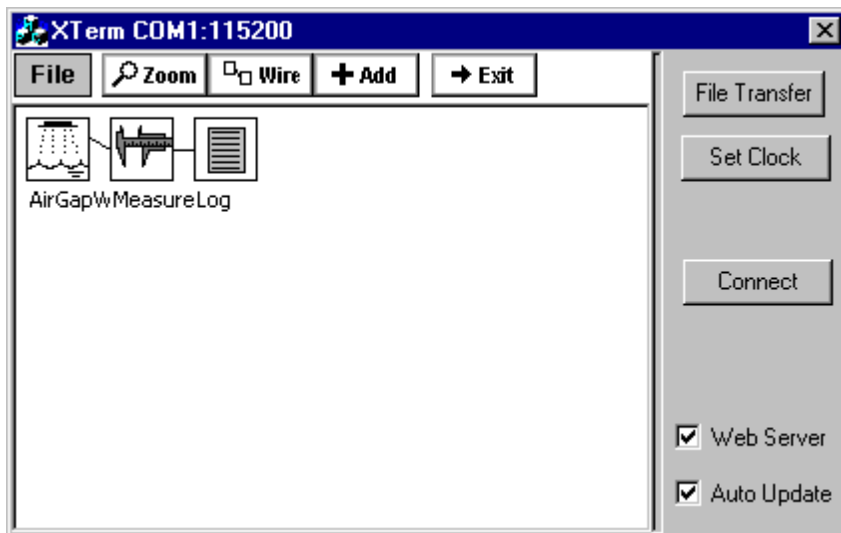 XTerm COM1:115200
File Zoom Wire Add Exit
File Transfer
Set Clock
AirGapWMeasureLog
Connect
Web Server
Auto Update